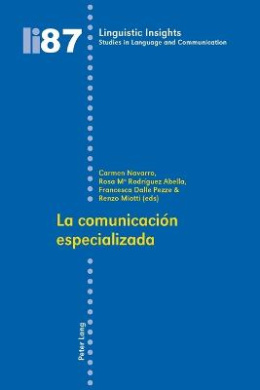 li87
Linguistic Insights
Studies in Language and Communication
Carmen Navarro,
Rosa Mª Rodríguez Abella,
Francesca Dalle Pezze &
Renzo Miotti (eds)
La comunicación
especializada
Peter Lang